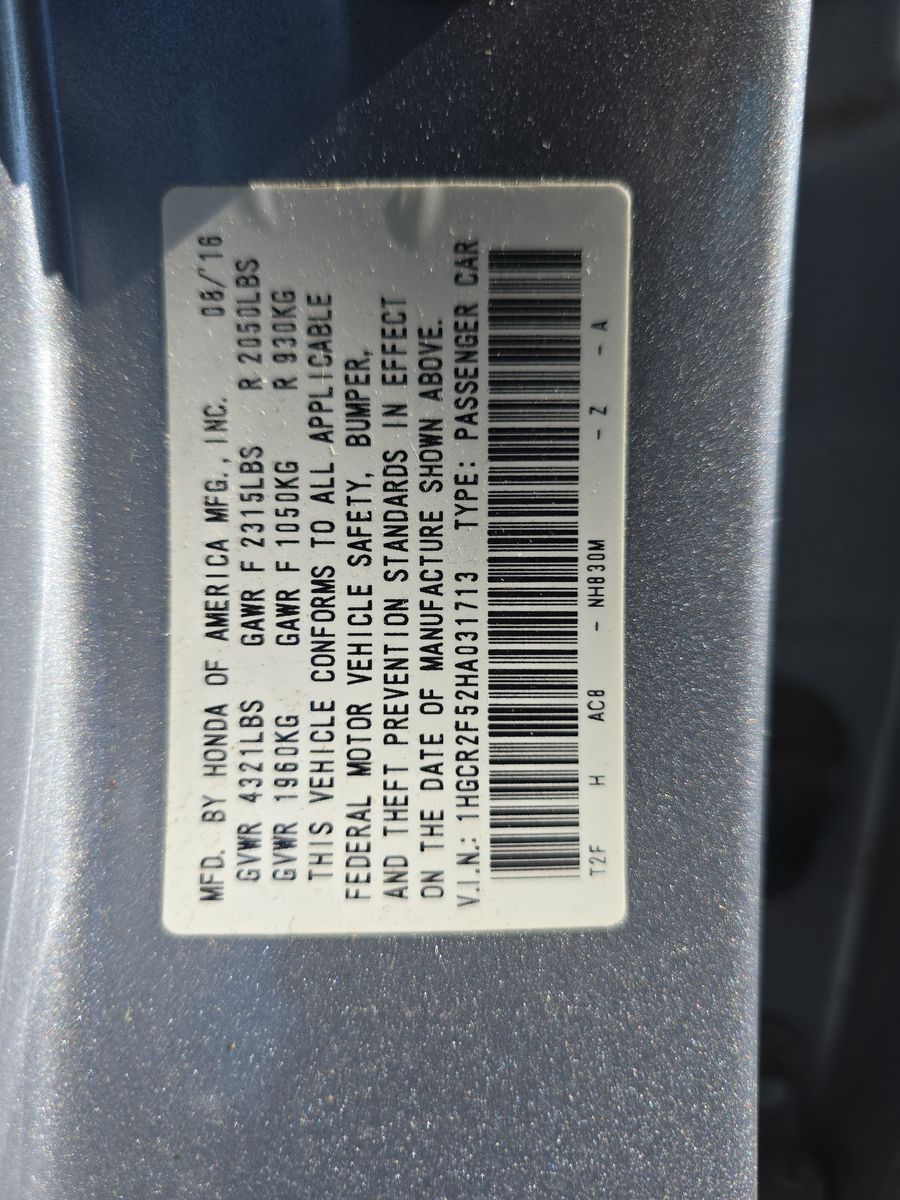 MFD. BY HONDA OF AMERICA MFG., INC. 08/'16
GVWR 4321LBS GAWR F 2315LBS R 2050LBS
GVWR 1960KG GAWR F 1050KG R 930KG
THIS VEHICLE CONFORMS TO ALL APPLICABLE
FEDERAL MOTOR VEHICLE SAFETY, BUMPER,
AND THEFT PREVENTION STANDARDS IN EFFECT
ON THE DATE OF MANUFACTURE SHOWN ABOVE.
V.I.N.: 1HGCR2F52HA031713 TYPE: PASSENGER CAR
T2F H AC8 - NH830M - Z - A